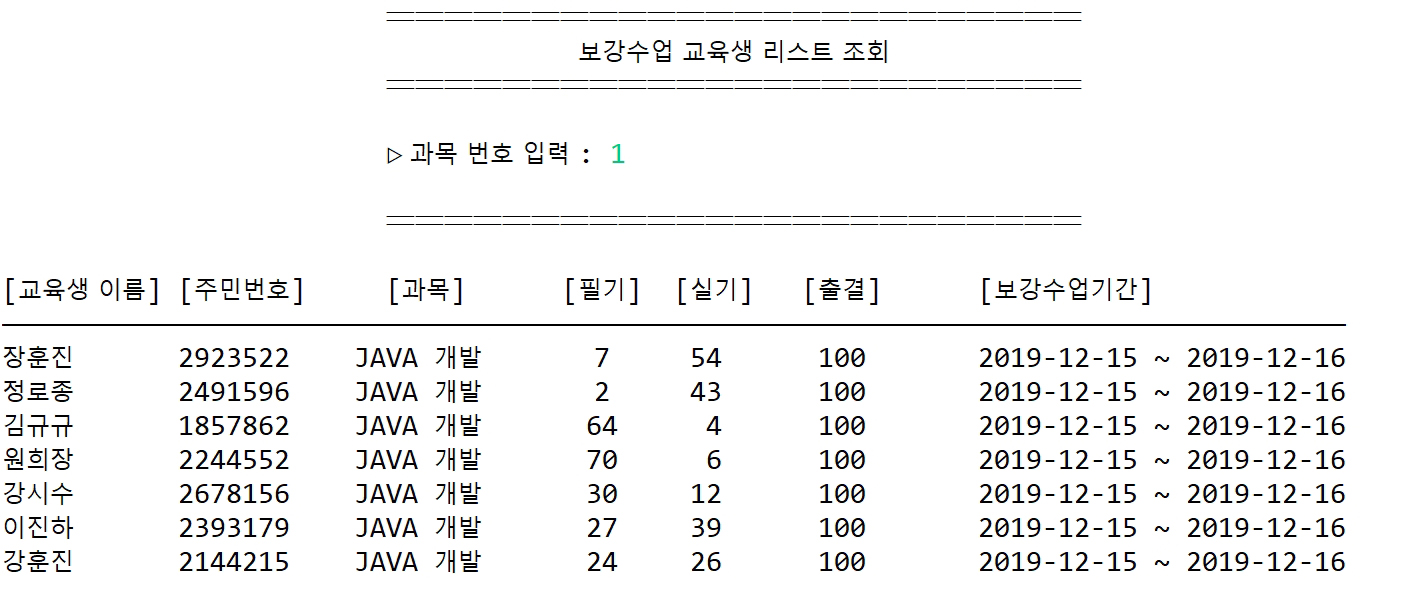 ==================================================
보강수업 교육생 리스트 조회
==================================================
▷ 과목 번호 입력 : 1
==================================================
[교육생 이름] [주민번호] [과목] [필기] [실기] [출결] [보강수업기간]
장훈진 2923522 JAVA 개발 7 54 100 2019-12-15 ~ 2019-12-16
정로종 2491596 JAVA 개발 2 43 100 2019-12-15 ~ 2019-12-16
김규규 1857862 JAVA 개발 64 4 100 2019-12-15 ~ 2019-12-16
원희장 2244552 JAVA 개발 70 6 100 2019-12-15 ~ 2019-12-16
강시수 2678156 JAVA 개발 30 12 100 2019-12-15 ~ 2019-12-16
이진하 2393179 JAVA 개발 27 39 100 2019-12-15 ~ 2019-12-16
강훈진 2144215 JAVA 개발 24 26 100 2019-12-15 ~ 2019-12-16